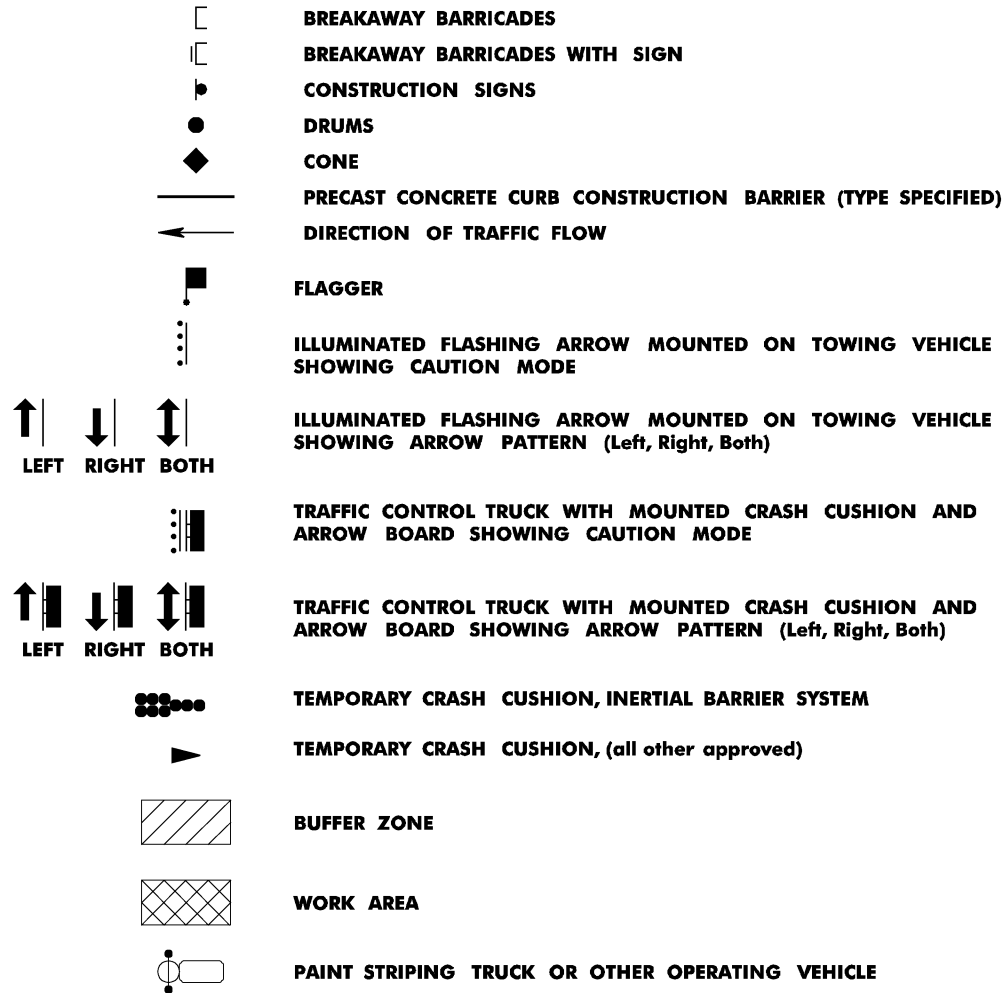 BREAKAWAY BARRICADES
BREAKAWAY BARRICADES WITH SIGN
CONSTRUCTION SIGNS
DRUMS
CONE
PRECAST CONCRETE CURB CONSTRUCTION BARRIER (TYPE SPECIFIED)
DIRECTION OF TRAFFIC FLOW
FLAGGER
ILLUMINATED FLASHING ARROW MOUNTED ON TOWING VEHICLE
SHOWING CAUTION MODE
ILLUMINATED FLASHING ARROW MOUNTED ON TOWING VEHICLE
SHOWING ARROW PATTERN (Left, Right, Both)
LEFT RIGHT BOTH
TRAFFIC CONTROL TRUCK WITH MOUNTED CRASH CUSHION AND
ARROW BOARD SHOWING CAUTION MODE
TRAFFIC CONTROL TRUCK WITH MOUNTED CRASH CUSHION AND
ARROW BOARD SHOWING ARROW PATTERN (Left, Right, Both)
LEFT RIGHT BOTH
TEMPORARY CRASH CUSHION, INERTIAL BARRIER SYSTEM
TEMPORARY CRASH CUSHION, (all other approved)
BUFFER ZONE
WORK AREA
PAINT STRIPING TRUCK OR OTHER OPERATING VEHICLE